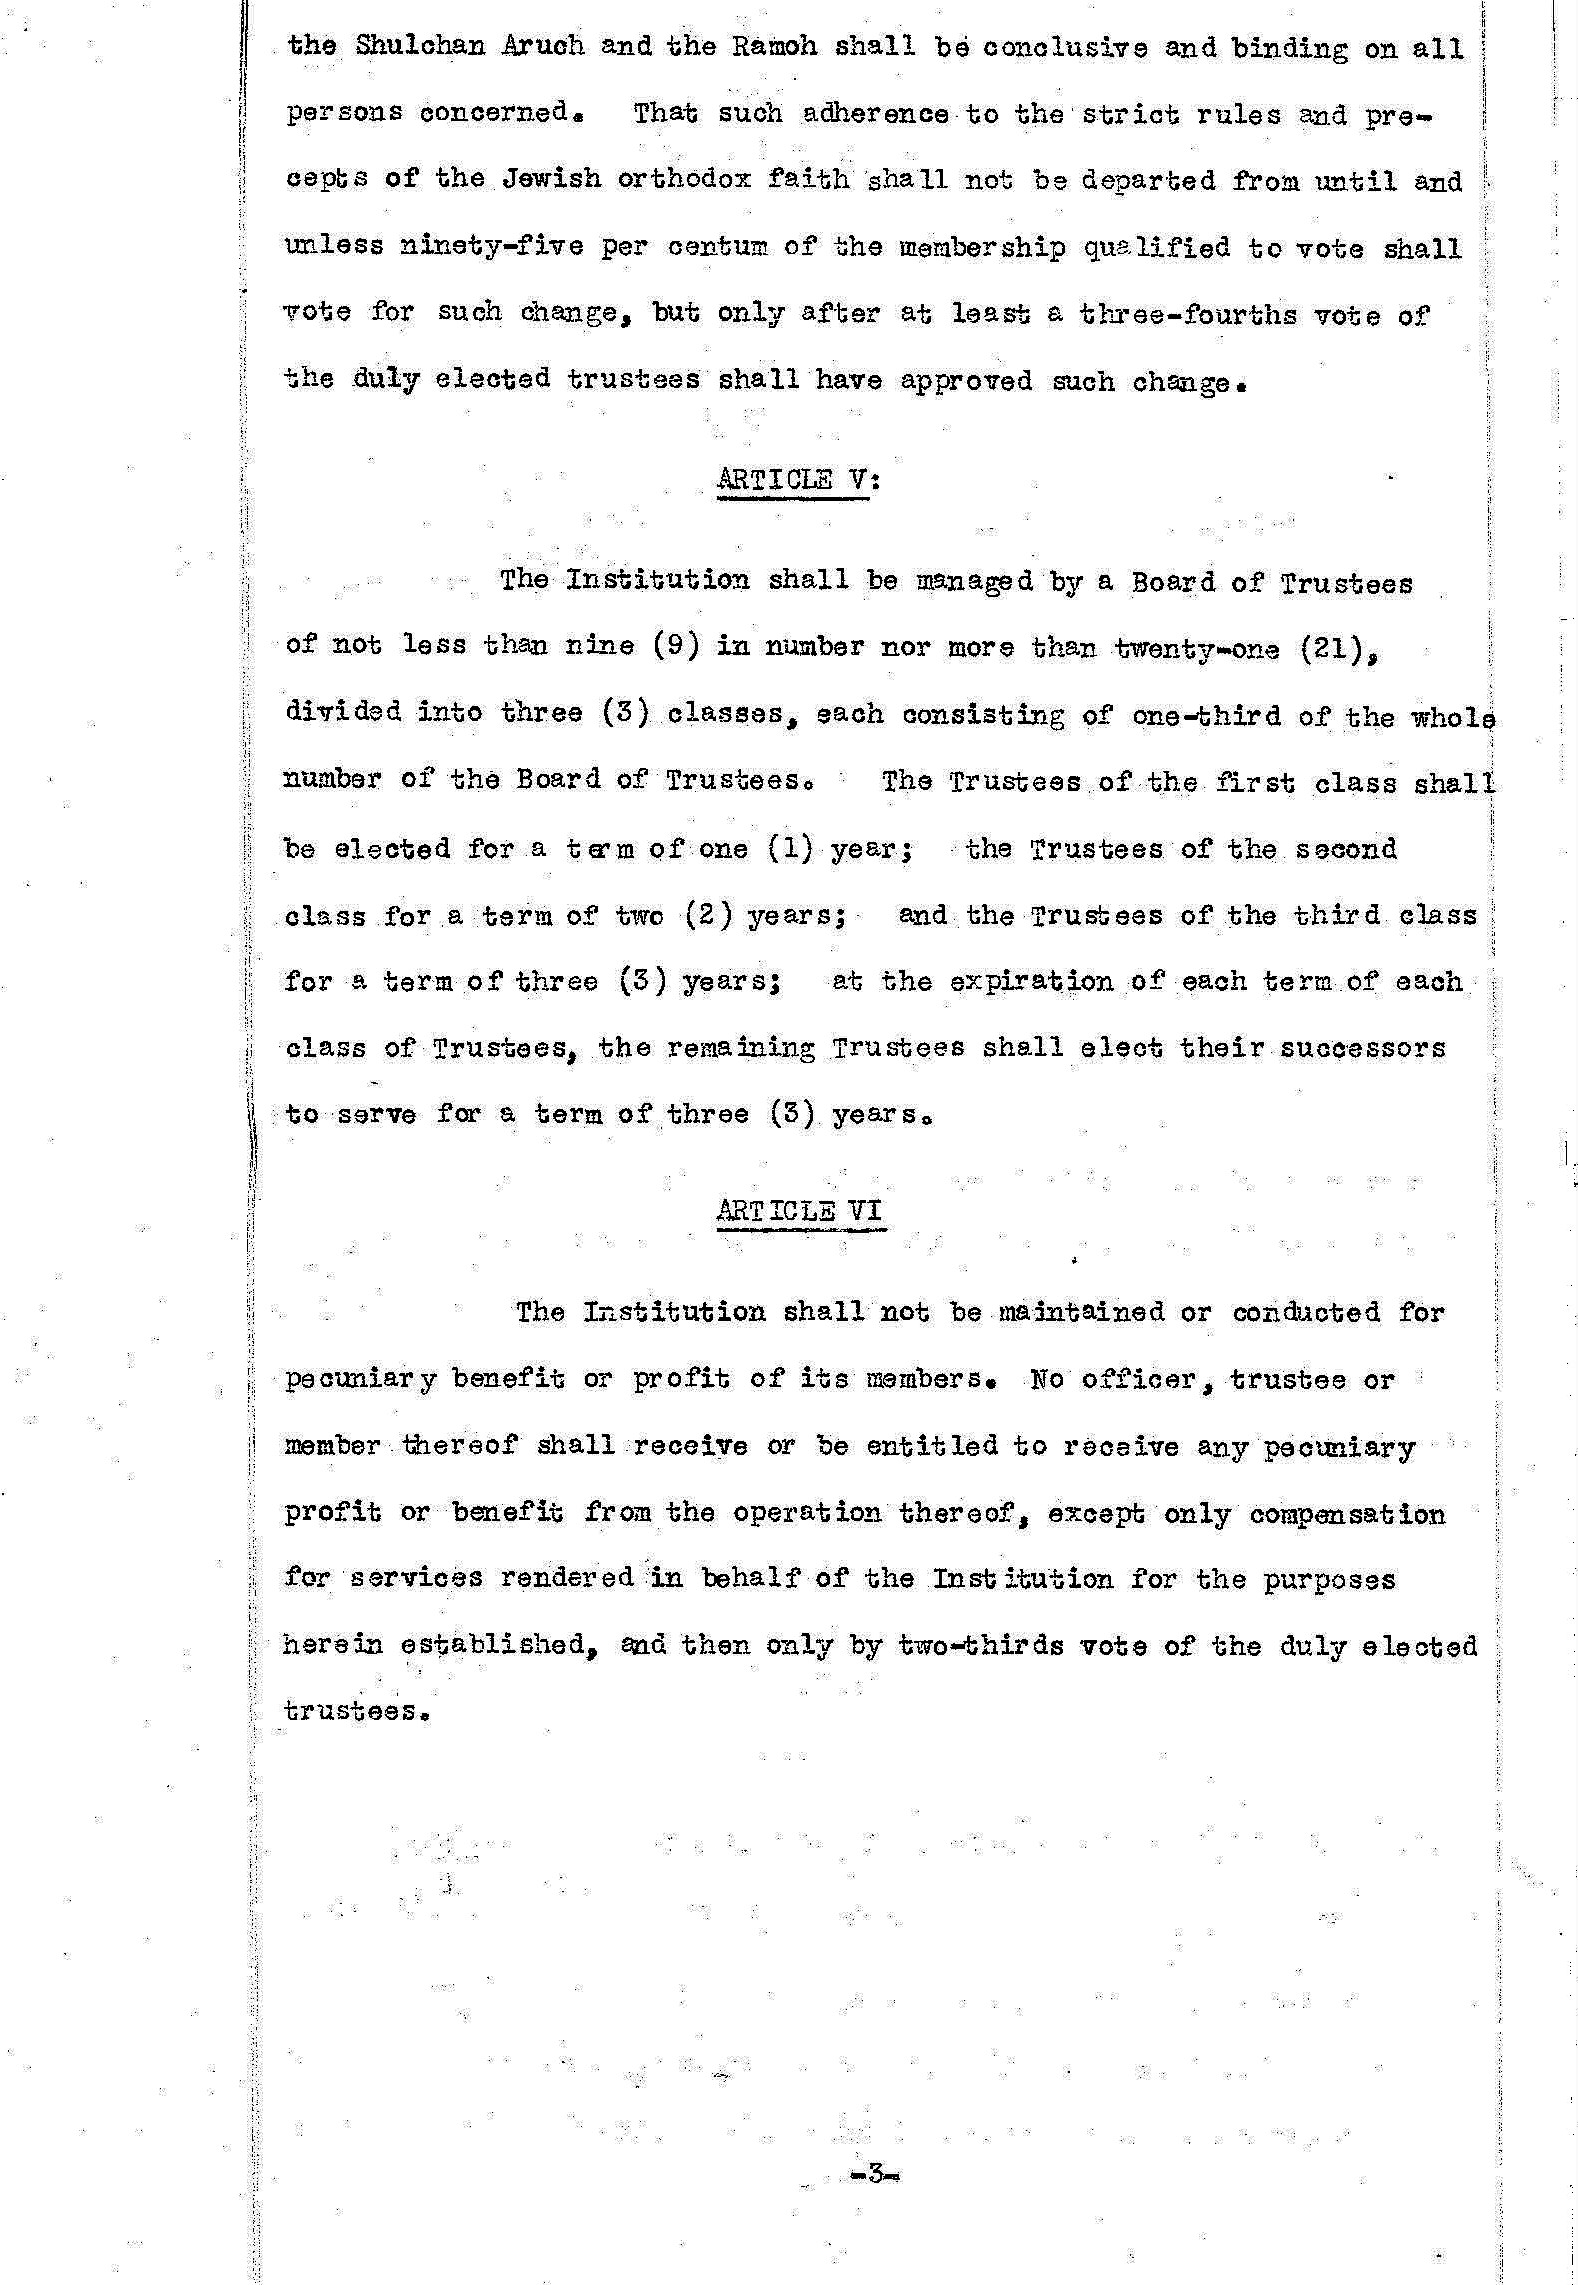 the Shulchan Aruch and the Ramoh shall be conclusive and binding on all
persons concerned. That such adherence to the strict rules and pre-
cepts of the Jewish orthodox faith shall not be departed from until and
unless ninety-five per centum of the membership qualified to vote shall
vote for such change, but only after at least a three-fourths vote of
the duly elected trustees shall have approved such change.
ARTICLE V:
The Institution shall be managed by a Board of Trustees
of not less than nine (9) in number nor more than twenty-one (21),
divided into three (3) classes, each consisting of one-third of the whole
number of the Board of Trustees. The Trustees of the first class shall
be elected for a term of one (1) year; the Trustees of the second
class for a term of two (2) years; and the Trustees of the third class
for a term of three (3) years; at the expiration of each term of each
class of Trustees, the remaining Trustees shall elect their successors
to serve for a term of three (3) years.
ARTICLE VI
The Institution shall not be maintained or conducted for
pecuniary benefit or profit of its members. No officer, trustee or
member thereof shall receive or be entitled to receive any pecuniary
profit or benefit from the operation thereof, except only compensation
for services rendered in behalf of the Institution for the purposes
herein established, and then only by two-thirds vote of the duly elected
trustees.
-3-